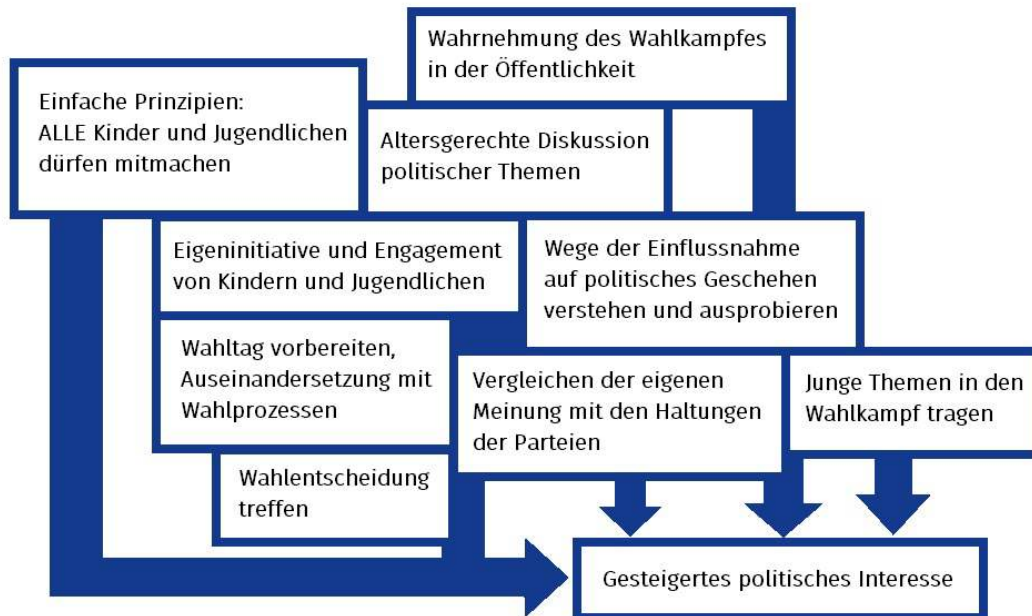 Wahrnehmung des Wahlkampfes
in der Öffentlichkeit
Einfache Prinzipien:
ALLE Kinder und Jugendlichen
dürfen mitmachen
Altersgerechte Diskussion
politischer Themen
Eigeninitiative und Engagement
von Kindern und Jugendlichen
Wege der Einflussnahme
auf politisches Geschehen
verstehen und ausprobieren
Wahltag vorbereiten,
Auseinandersetzung mit
Wahlprozessen
Vergleichen der eigenen
Meinung mit den Haltungen
der Parteien
Junge Themen in den
Wahlkampf tragen
Wahlentscheidung
treffen
Gesteigertes politisches Interesse